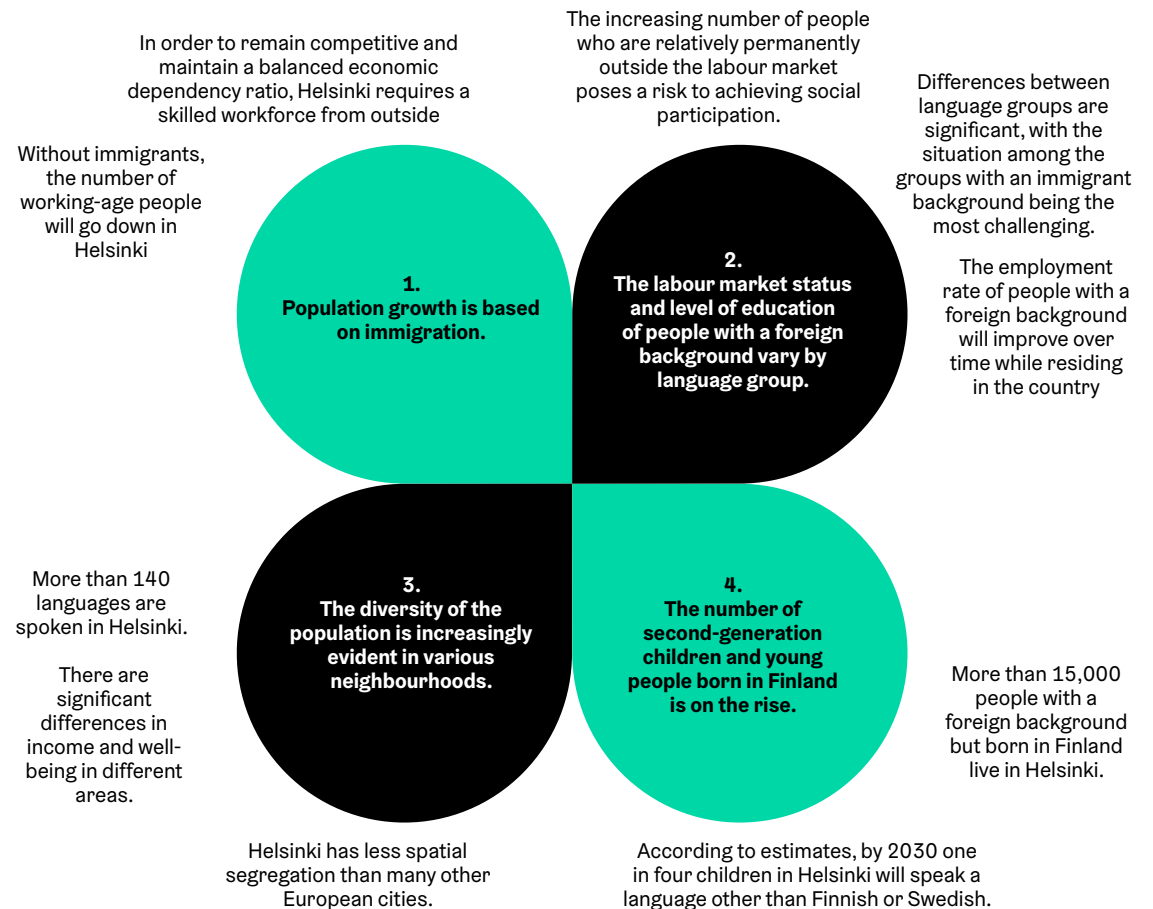 In order to remain competitive and
maintain a balanced economic
dependency ratio, Helsinki requires a
skilled workforce from outside
Without immigrants,
the number of
working-age people
will go down in
Helsinki
1.
Population growth is based
on immigration.
The increasing number of people
who are relatively permanently
outside the labour market
poses a risk to achieving social
participation.
Differences between
language groups are
significant, with the
situation among the
groups with an immigrant
background being the
most challenging.
The employment
rate of people with a
foreign background
will improve over
time while residing
in the country
2.
The labour market status
and level of education
of people with a foreign
background vary by
language group.
More than 140
languages are
spoken in Helsinki.
There are
significant
differences in
income and well-
being in different
areas.
3.
The diversity of the
population is increasingly
evident in various
neighbourhoods.
Helsinki has less spatial
segregation than many other
European cities.
4.
The number of
second-generation
children and young
people born in Finland
is on the rise.
More than 15,000
people with a
foreign background
but born in Finland
live in Helsinki.
According to estimates, by 2030 one
in four children in Helsinki will speak a
language other than Finnish or Swedish.